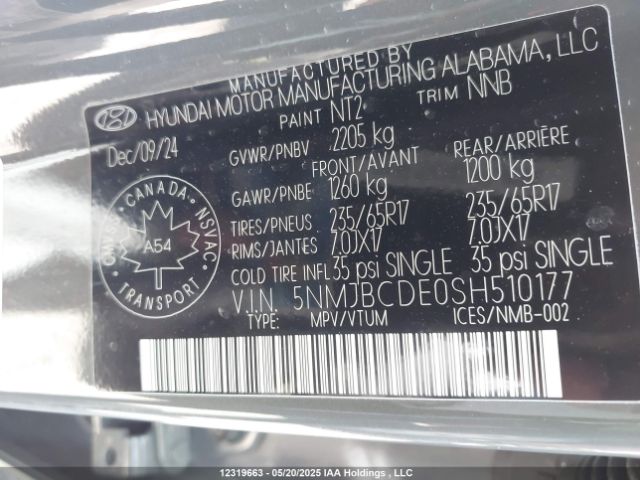 MANUFACTURED BY
HYUNDAI MOTOR MANUFACTURING ALABAMA, LLC
PAINT NT2 TRIM NNB
Dec/09/24
GVWR/PNBV 2205 kg
FRONT/AVANT REAR/ARRIÈRE
GAWR/PNBE 1260 kg 1200 kg
TIRES/PNEUS 235/65R17 235/65R17
RIMS/JANTES 7.0JX17 7.0JX17
COLD TIRE INFL 35 psi SINGLE 35 psi SINGLE
V.I.N. 5NMJBCDE0SH510177
TYPE: MPV/VTUM ICES/NMB-002
CANADA
CMVSS
NSVAC
A54
TRANSPORT
12319663 - 05/20/2025 IAA Holdings , LLC